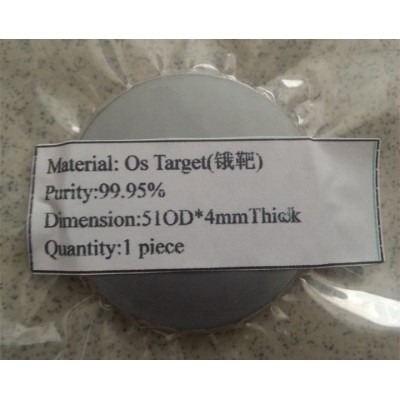 Material: Os Target(锇靶)
Purity:99.95%
Dimension:51OD*4mmThick
Quantity:1 piece